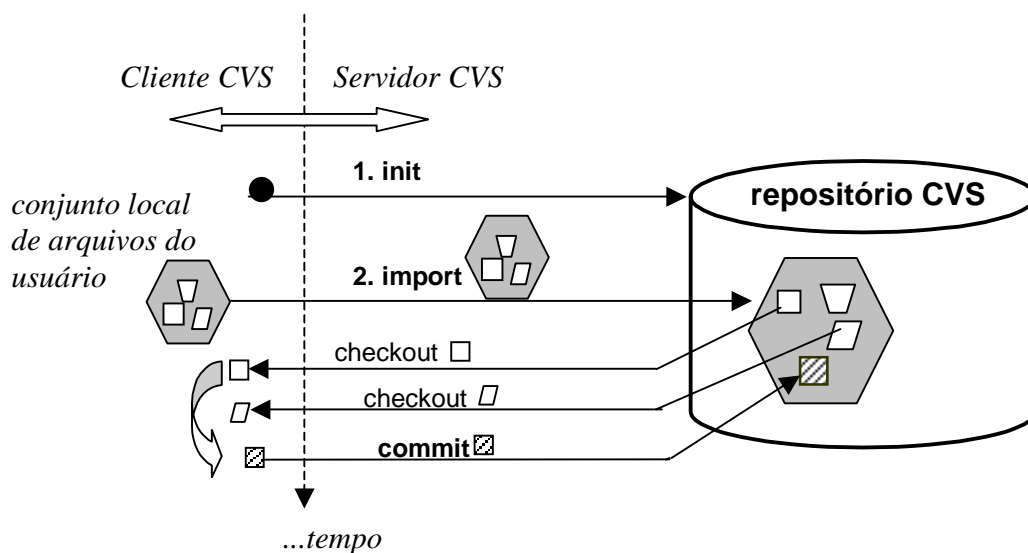 Cliente CVS
Servidor CVS
1. init
repositório CVS
conjunto local
de arquivos do
usuário
2. import
checkout
checkout
commit
...tempo